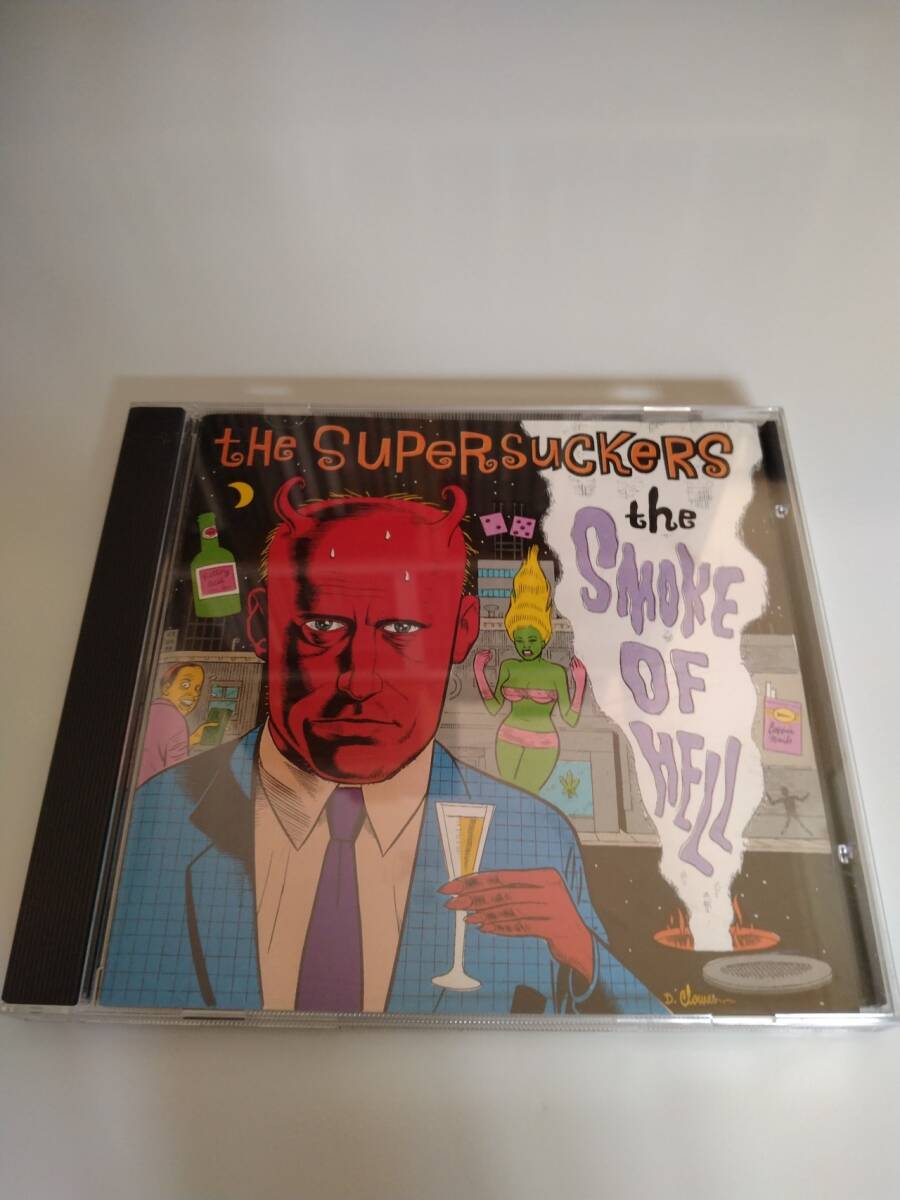 the SUPERSUCKERS
the
SMOKE
OF
HELL
D. Clowes